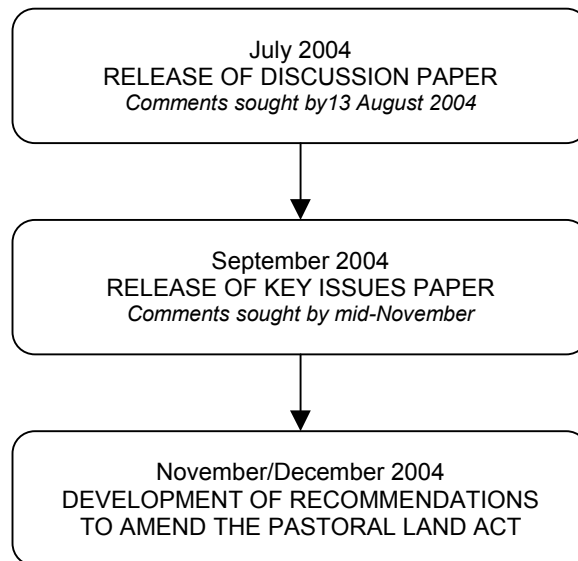 July 2004
RELEASE OF DISCUSSION PAPER
Comments sought by13 August 2004
September 2004
RELEASE OF KEY ISSUES PAPER
Comments sought by mid-November
November/December 2004
DEVELOPMENT OF RECOMMENDATIONS
TO AMEND THE PASTORAL LAND ACT